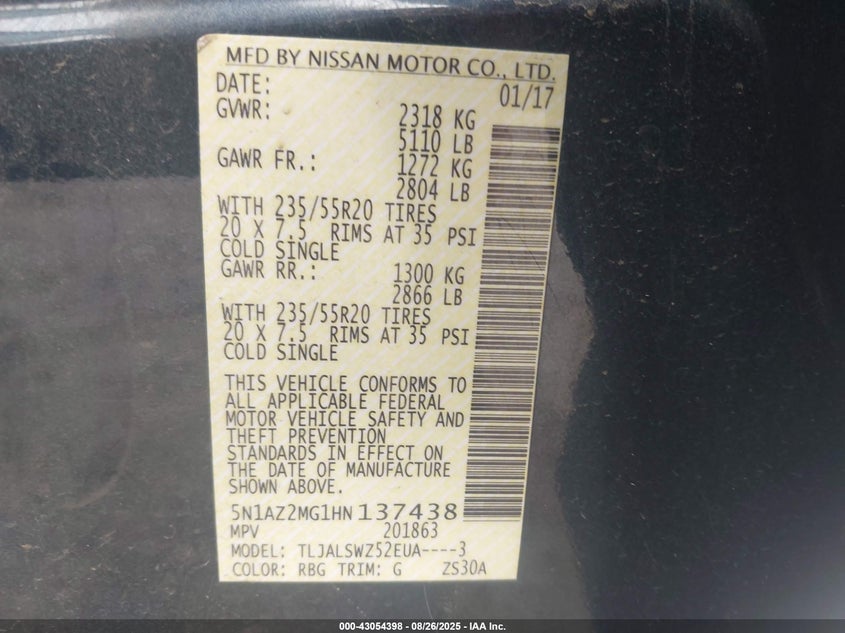 MFD BY NISSAN MOTOR CO., LTD.
DATE: 01/17
GVWR: 2318 KG
5110 LB
GAWR FR.: 1272 KG
2804 LB
WITH 235/55R20 TIRES
20 X 7.5 RIMS AT 35 PSI
COLD SINGLE
GAWR RR.: 1300 KG
2866 LB
WITH 235/55R20 TIRES
20 X 7.5 RIMS AT 35 PSI
COLD SINGLE
THIS VEHICLE CONFORMS TO
ALL APPLICABLE FEDERAL
MOTOR VEHICLE SAFETY AND
THEFT PREVENTION
STANDARDS IN EFFECT ON
THE DATE OF MANUFACTURE
SHOWN ABOVE.
5N1AZ2MG1HN137438
MPV 201863
MODEL: TLJALSWZ52EUA----3
COLOR: RBG TRIM: G ZS30A
000-43054398 - 08/26/2025 - IAA Inc.